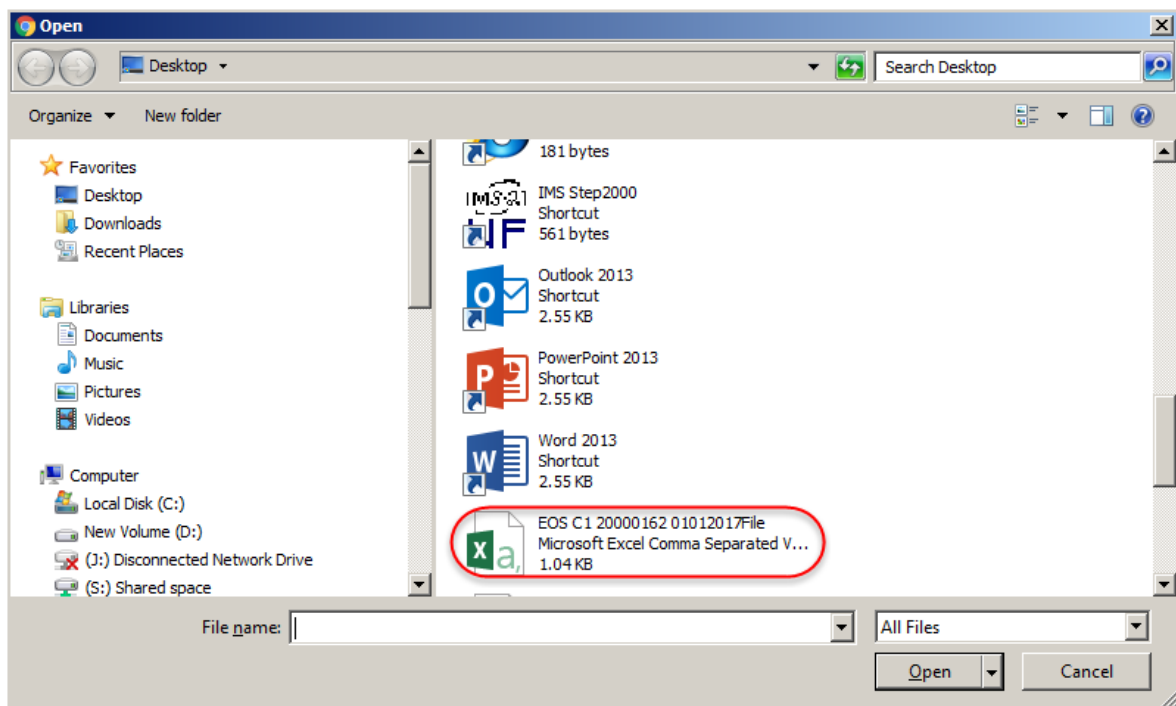 Open
Desktop
Search Desktop
Organize
New folder
Favorites
Desktop
Downloads
Recent Places
Libraries
Documents
Music
Pictures
Videos
Computer
Local Disk (C:)
New Volume (D:)
(J:) Disconnected Network Drive
(S:) Shared space
181 bytes
IMS Step2000
Shortcut
561 bytes
Outlook 2013
Shortcut
2.55 KB
PowerPoint 2013
Shortcut
2.55 KB
Word 2013
Shortcut
2.55 KB
EOS C1 20000162 01012017File
Microsoft Excel Comma Separated V...
1.04 KB
File name:
All Files
Open
Cancel